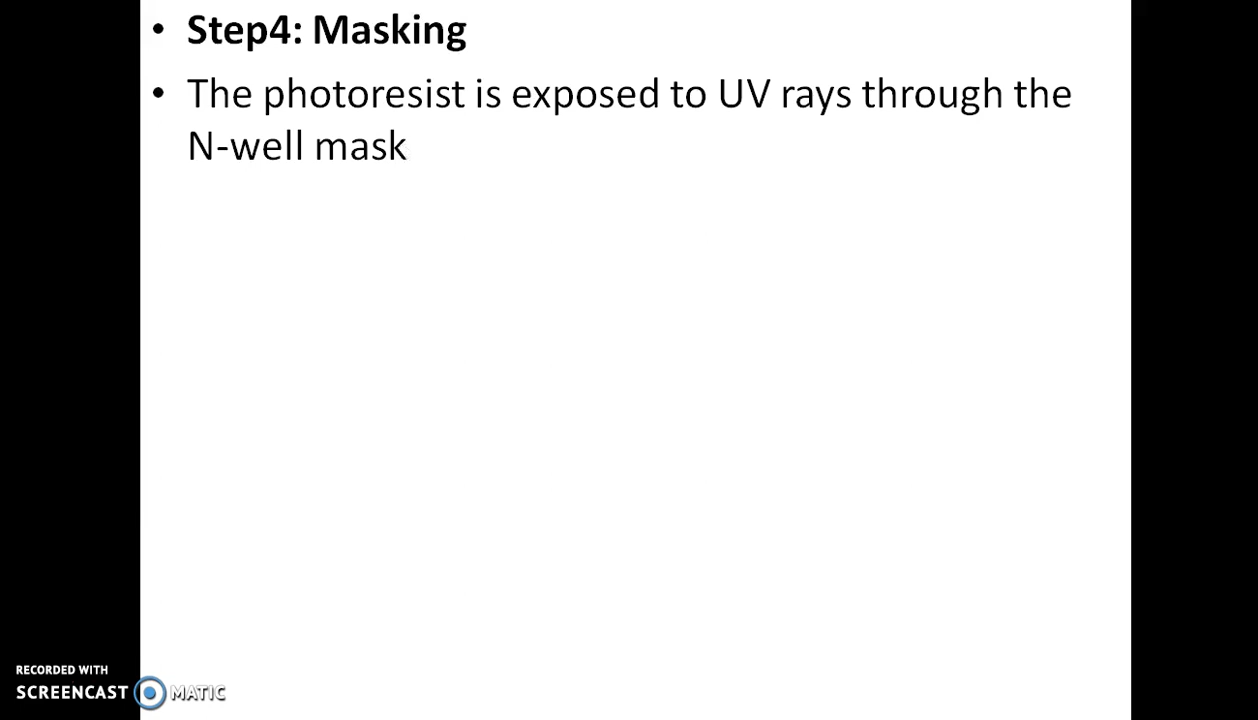 • Step4: Masking
• The photoresist is exposed to UV rays through the
N-well mask
RECORDED WITH
SCREENCAST MATIC